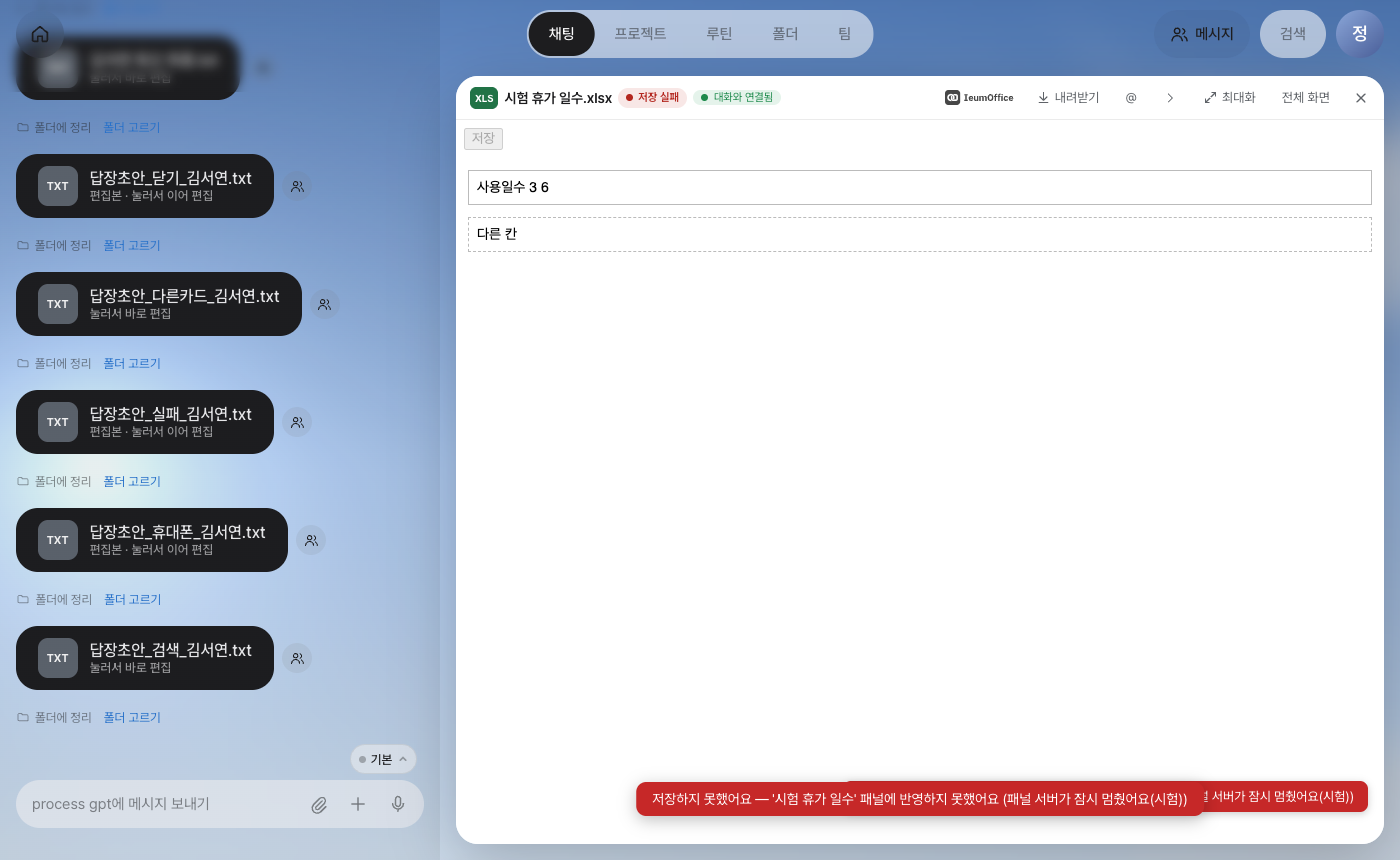 채팅
프로젝트
루틴
폴더
팀
메시지
검색
정
눌러서 바로 편집
폴더에 정리 폴더 고르기
TXT
답장초안_닫기_김서연.txt
편집본 · 눌러서 이어 편집
폴더에 정리 폴더 고르기
TXT
답장초안_다른카드_김서연.txt
눌러서 바로 편집
폴더에 정리 폴더 고르기
TXT
답장초안_실패_김서연.txt
편집본 · 눌러서 이어 편집
폴더에 정리 폴더 고르기
TXT
답장초안_휴대폰_김서연.txt
편집본 · 눌러서 이어 편집
폴더에 정리 폴더 고르기
TXT
답장초안_검색_김서연.txt
눌러서 바로 편집
폴더에 정리 폴더 고르기
기본
process gpt에 메시지 보내기
XLS 시험 휴가 일수.xlsx 저장 실패 대화와 연결됨
IeumOffice 내려받기 @ 최대화 전체 화면
저장
사용일수 3 6
다른 칸
저장하지 못했어요 — '시험 휴가 일수' 패널에 반영하지 못했어요 (패널 서버가 잠시 멈췄어요(시험))
서버가 잠시 멈췄어요(시험))